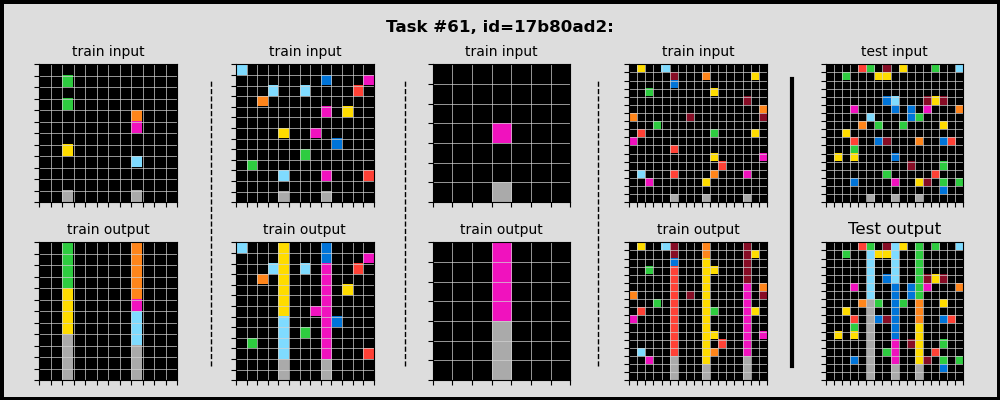 Task #61, id=17b80ad2:
train input train input train input train input test input
train output train output train output train output Test output